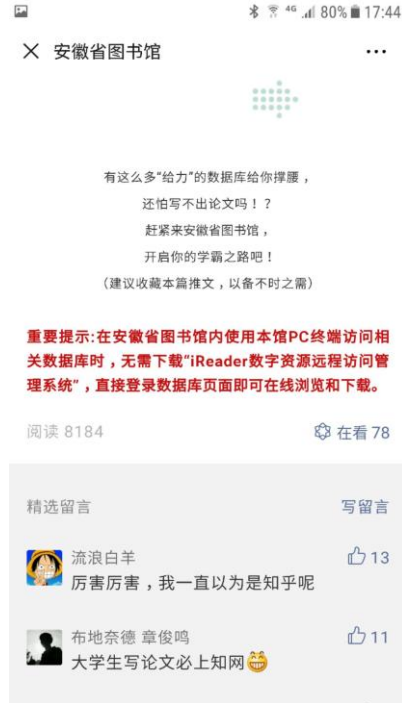 4G 80% 17:44
安徽省图书馆
有这么多“给力”的数据库给你撑腰，
还怕写不出论文吗！？
赶紧来安徽省图书馆，
开启你的学霸之路吧！
（建议收藏本篇推文，以备不时之需）
重要提示:在安徽省图书馆内使用本馆PC终端访问相
关数据库时，无需下载“iReader数字资源远程访问管
理系统”，直接登录数据库页面即可在线浏览和下载。
阅读 8184 在看 78
精选留言 写留言
流浪白羊 13
厉害厉害，我一直以为是知乎呢
布地奈德 章俊鸣 11
大学生写论文必上知网😁